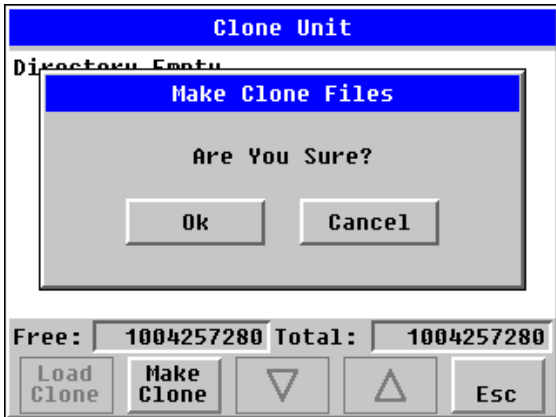 Clone Unit
Directory Empty
Make Clone Files
Are You Sure?
Ok Cancel
Free: 1004257280 Total: 1004257280
Load Clone
Make Clone
Esc